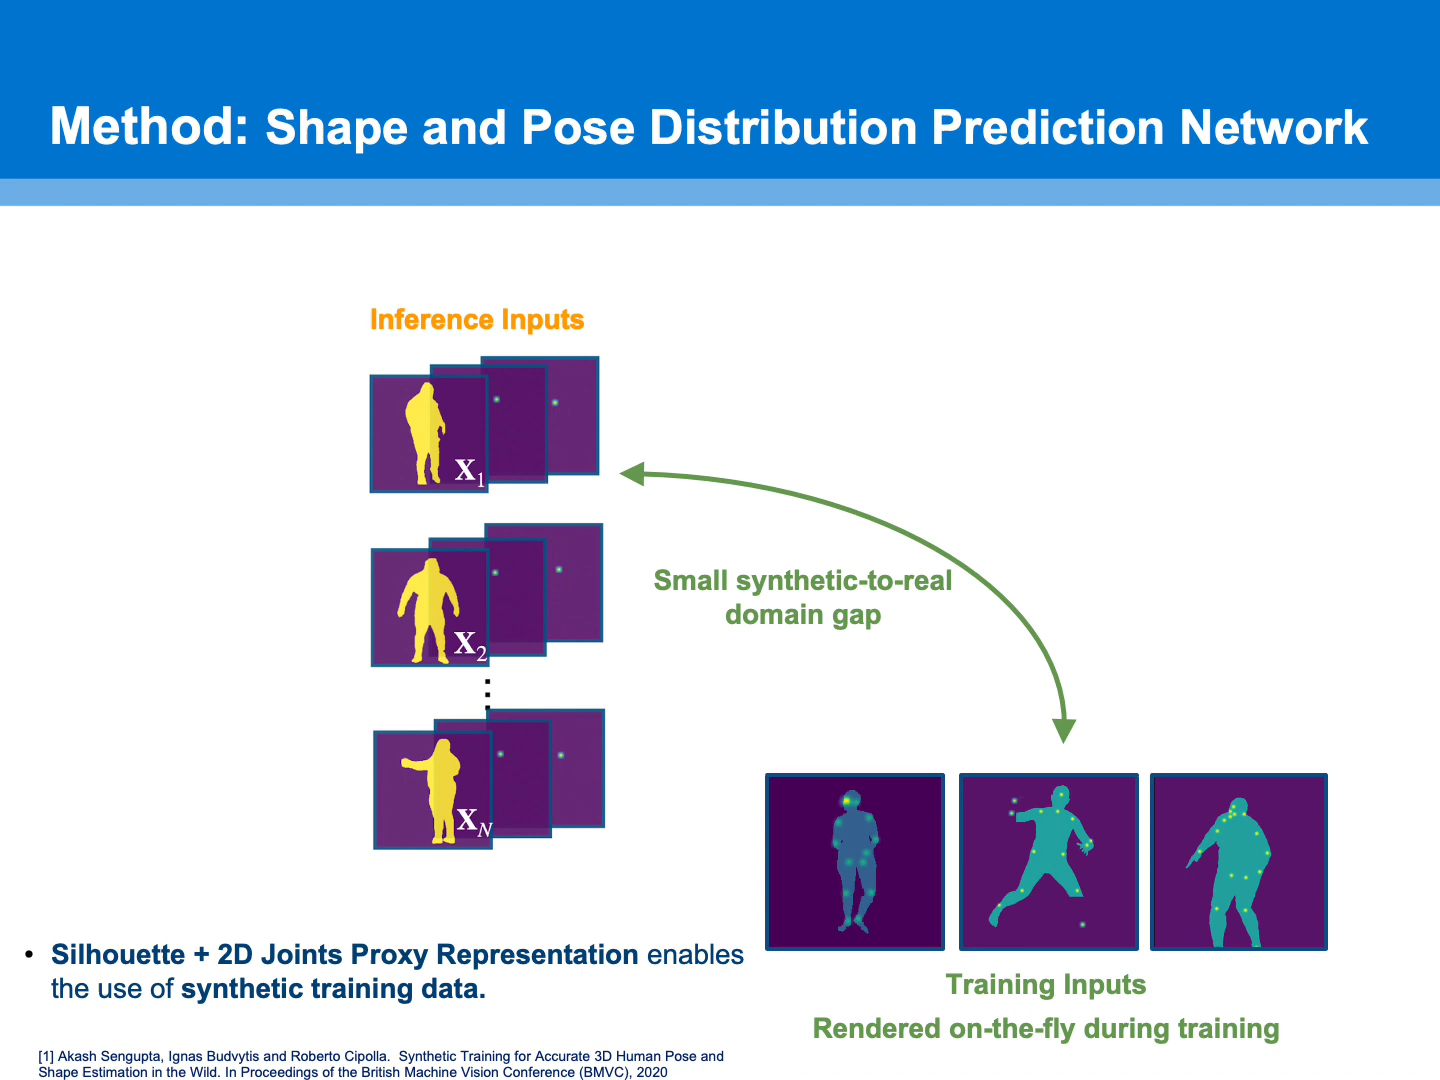 Method: Shape and Pose Distribution Prediction Network
Inference Inputs
X1
X2
XN
Small synthetic-to-real
domain gap
• Silhouette + 2D Joints Proxy Representation enables
the use of synthetic training data.
Training Inputs
Rendered on-the-fly during training
[1] Akash Sengupta, Ignas Budvytis and Roberto Cipolla. Synthetic Training for Accurate 3D Human Pose and
Shape Estimation in the Wild. In Proceedings of the British Machine Vision Conference (BMVC), 2020